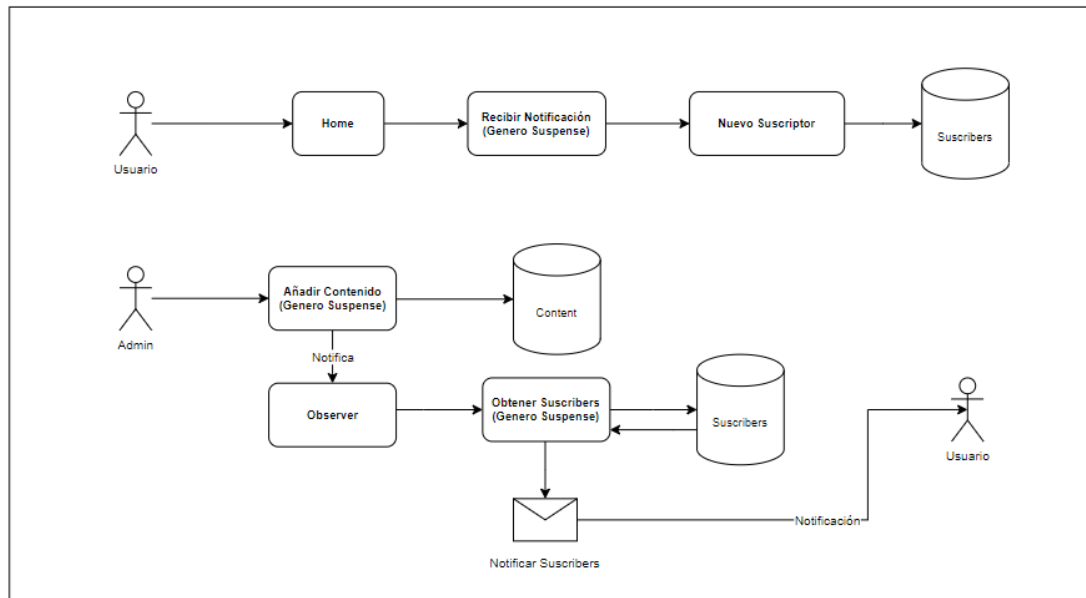 Usuario
Home
Recibir Notificación
(Genero Suspense)
Nuevo Suscriptor
Suscribers
Admin
Añadir Contenido
(Genero Suspense)
Content
Notifica
Observer
Obtener Suscribers
(Genero Suspense)
Suscribers
Usuario
Notificación
Notificar Suscribers